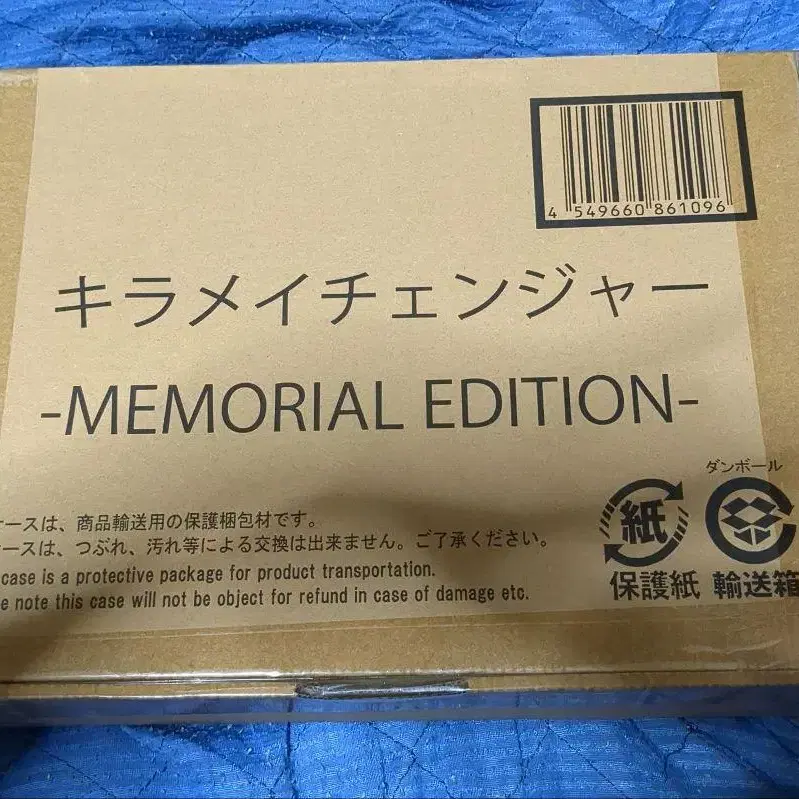 4 549660 861096
キラメイチェンジャー
-MEMORIAL EDITION-
ダンボール
紙
ケースは、商品輸送用の保護梱包材です。
ケースは、つぶれ、汚れ等による交換は出来ません。ご了承ください。
case is a protective package for product transportation.
note this case will not be object for refund in case of damage etc.
保護紙 輸送箱